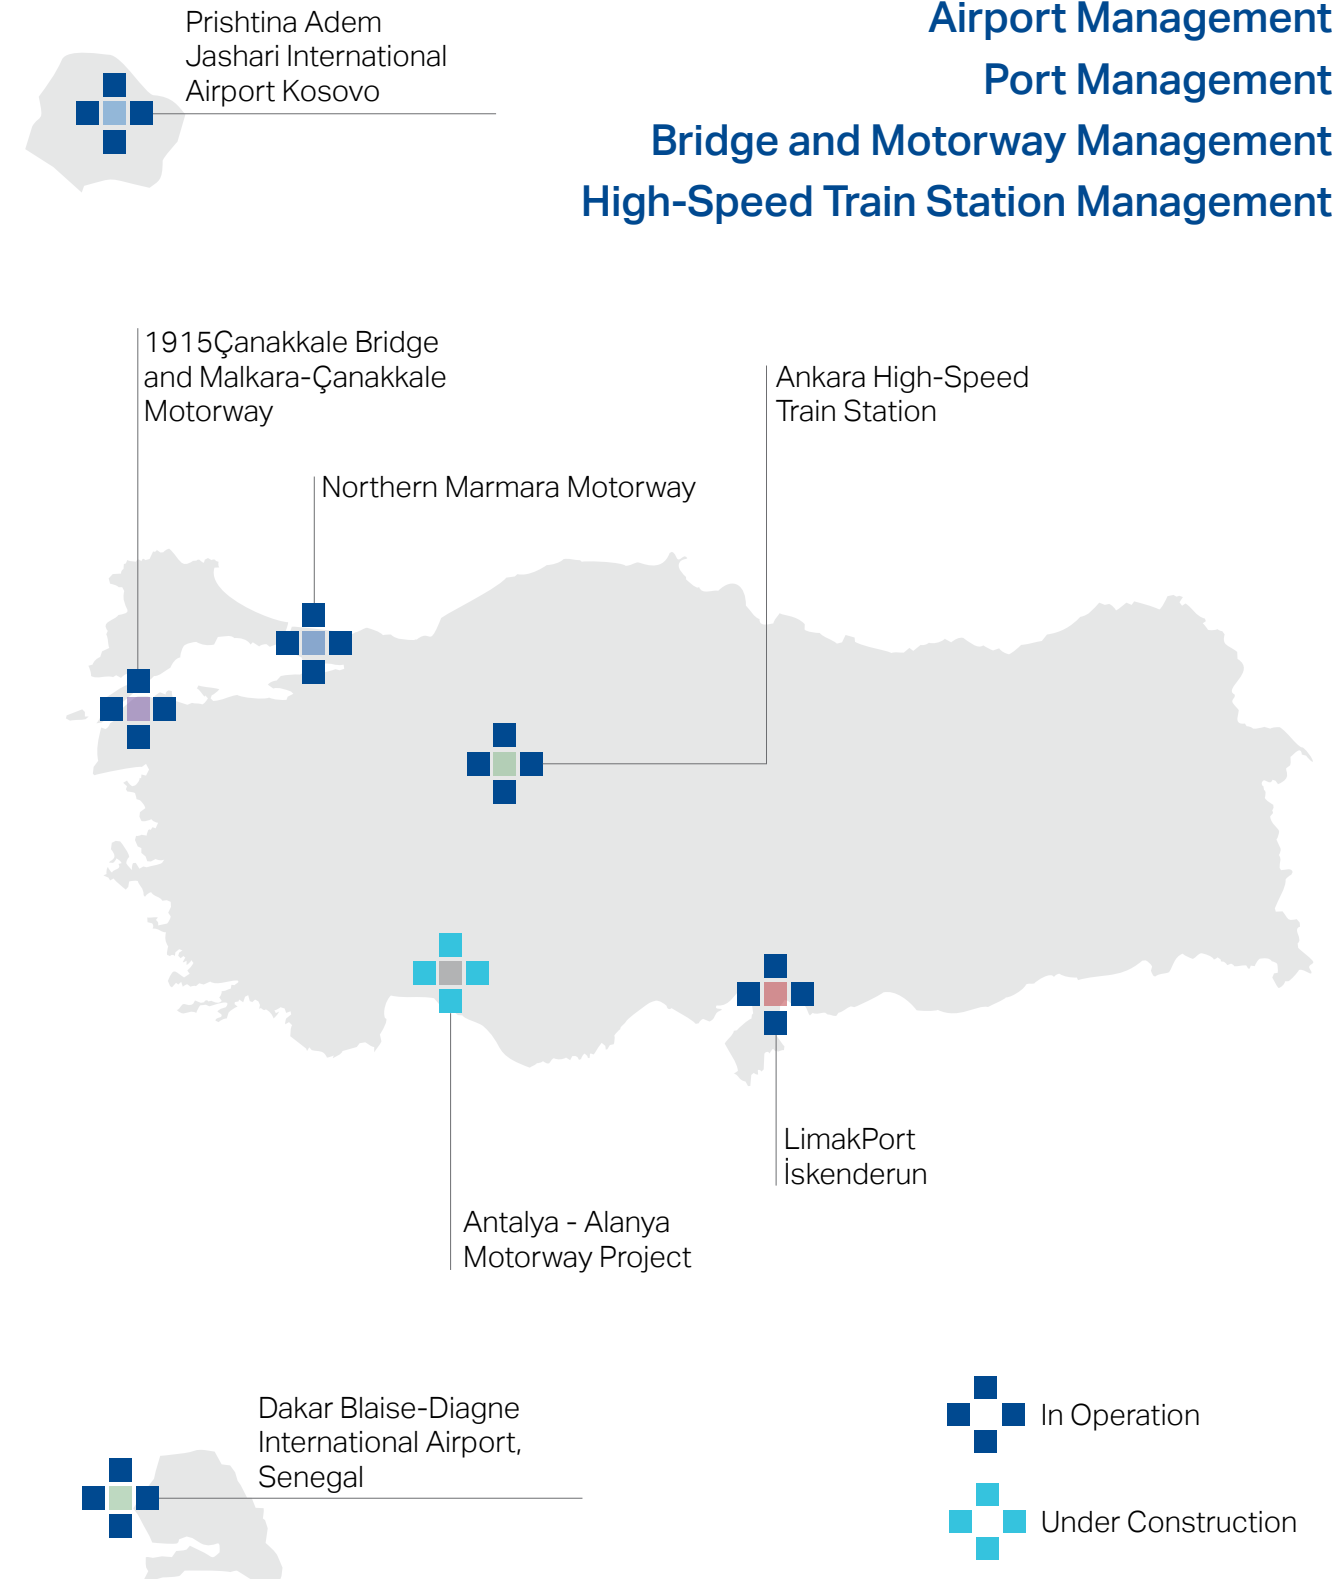 Prishtina Adem
Jashari International
Airport Kosovo
Airport Management
Port Management
Bridge and Motorway Management
High-Speed Train Station Management
1915Çanakkale Bridge
and Malkara-Çanakkale
Motorway
Ankara High-Speed
Train Station
Northern Marmara Motorway
LimakPort
İskenderun
Antalya - Alanya
Motorway Project
Dakar Blaise-Diagne
International Airport,
Senegal
In Operation
Under Construction